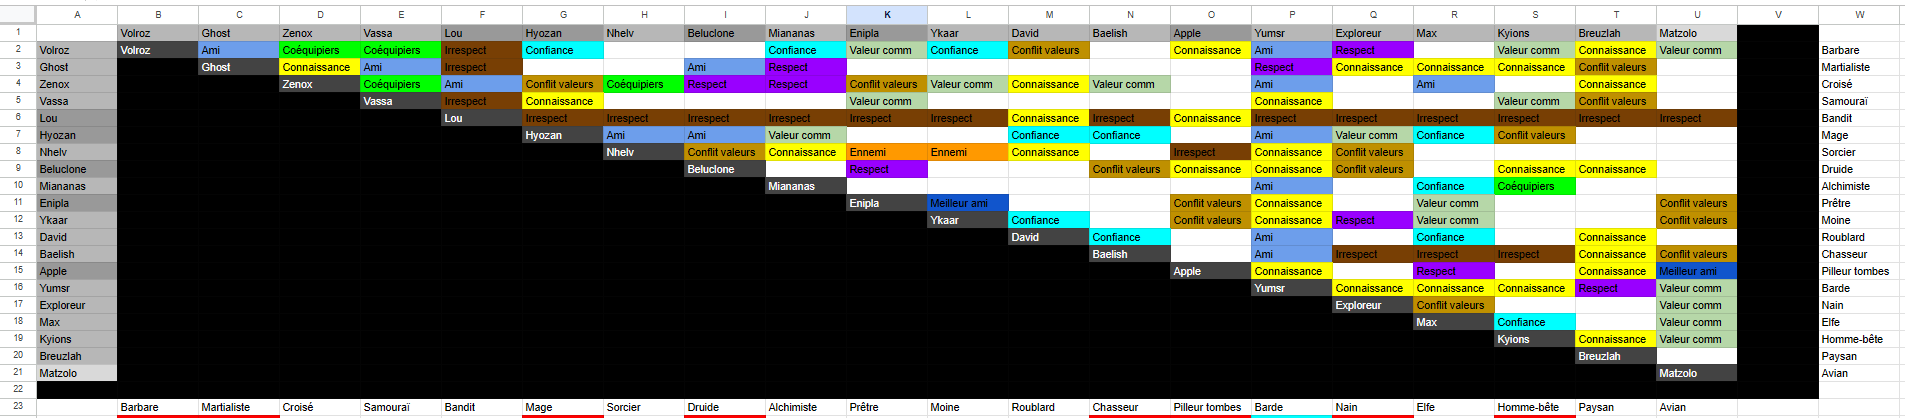 A B C D E F G H I J K L M N O P Q R S T U V W
1 Volroz Ghost Zenox Vassa Lou Hyozan Nhelv Beluclone Miananas Enipla Ykaar David Baelish Apple Yumsr Exploreur Max Kyions Breuzlah Matzolo
2 Volroz Volroz Ami Coéquipiers Coéquipiers Irrespect Confiance Confiance Valeur comm Confiance Conflit valeurs Connaissance Ami Respect Valeur comm Connaissance Valeur comm Barbare
3 Ghost Ghost Connaissance Ami Irrespect Ami Respect Respect Connaissance Connaissance Connaissance Conflit valeurs Martialiste
4 Zenox Zenox Coéquipiers Ami Conflit valeurs Coéquipiers Respect Respect Conflit valeurs Valeur comm Connaissance Valeur comm Ami Ami Connaissance Croisé
5 Vassa Vassa Irrespect Connaissance Valeur comm Connaissance Valeur comm Conflit valeurs Samouraï
6 Lou Lou Irrespect Irrespect Irrespect Irrespect Irrespect Irrespect Connaissance Irrespect Connaissance Irrespect Irrespect Irrespect Irrespect Irrespect Irrespect Bandit
7 Hyozan Hyozan Ami Ami Valeur comm Confiance Confiance Ami Valeur comm Confiance Conflit valeurs Mage
8 Nhelv Nhelv Conflit valeurs Connaissance Ennemi Ennemi Connaissance Irrespect Connaissance Conflit valeurs Sorcier
9 Beluclone Beluclone Respect Conflit valeurs Connaissance Connaissance Conflit valeurs Connaissance Connaissance Druide
10 Miananas Miananas Ami Confiance Coéquipiers Alchimiste
11 Enipla Enipla Meilleur ami Conflit valeurs Connaissance Valeur comm Conflit valeurs Prêtre
12 Ykaar Ykaar Confiance Conflit valeurs Connaissance Respect Valeur comm Conflit valeurs Moine
13 David David Confiance Ami Confiance Connaissance Roublard
14 Baelish Baelish Ami Irrespect Irrespect Irrespect Connaissance Conflit valeurs Chasseur
15 Apple Apple Connaissance Respect Connaissance Meilleur ami Pilleur tombes
16 Yumsr Yumsr Connaissance Connaissance Connaissance Respect Valeur comm Barde
17 Exploreur Exploreur Conflit valeurs Valeur comm Nain
18 Max Max Confiance Valeur comm Elfe
19 Kyions Kyions Connaissance Valeur comm Homme-bête
20 Breuzlah Breuzlah Paysan
21 Matzolo Matzolo Avian
22
23 Barbare Martialiste Croisé Samouraï Bandit Mage Sorcier Druide Alchimiste Prêtre Moine Roublard Chasseur Pilleur tombes Barde Nain Elfe Homme-bête Paysan Avian